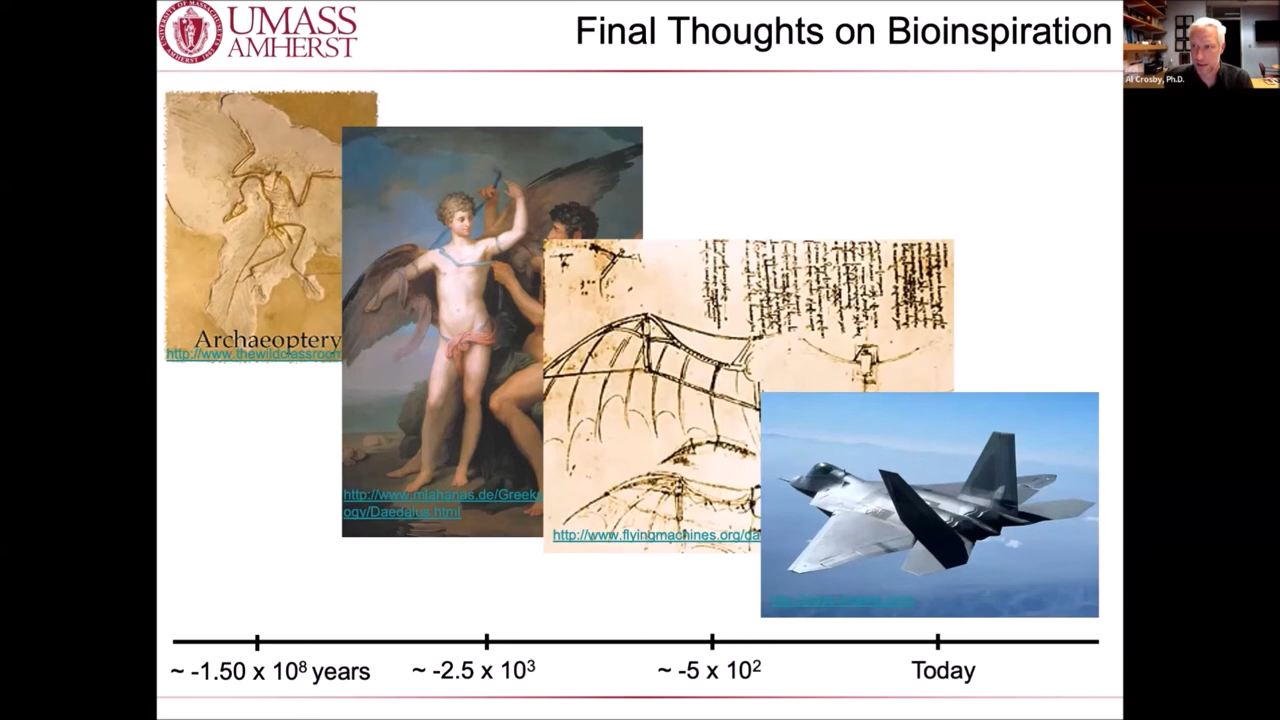 UMASS
AMHERST
Final Thoughts on Bioinspiration
Al Crosby, Ph.D.
Archaeoptery
http://www.thewildclassroom
http://www.mlahanas.de/Greeks
ogy/Daedalus.html
http://www.flyingmachines.org/da
~ -1.50 x 10⁸ years
~ -2.5 x 10³
~ -5 x 10²
Today